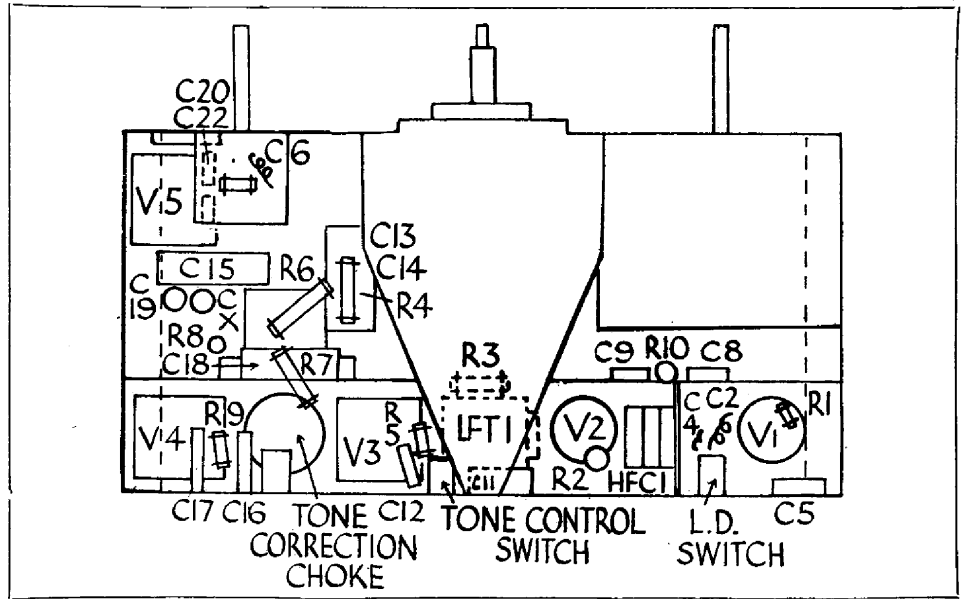 C20
C22
C6
V5
C13
C14
C15
R6
R4
C
19
C
X
R8
C18
R7
R3
C9
R10
C8
V4
R19
V3
R
5
LFT1
C11
V2
R2
HFC1
C
4
C2
V1
R1
C17
C16
TONE
CORRECTION
CHOKE
C12
TONE CONTROL
SWITCH
L.D.
SWITCH
C5